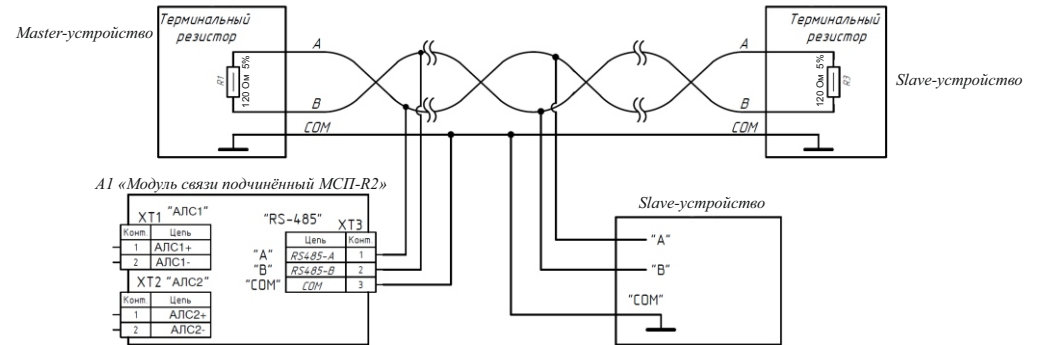 Master-устройство
Терминальный
резистор
R1
120 Ом 5%
A
B
COM
A
B
COM
Терминальный
резистор
120 Ом 5%
R3
Slave-устройство
А1 «Модуль связи подчинённый МСП-R2»
XT1 "АЛС1"
Конт. Цепь
1 АЛС1+
2 АЛС1-
XT2 "АЛС2"
Конт. Цепь
1 АЛС2+
2 АЛС2-
"RS-485" XT3
Цепь Конт.
"A" RS485-A 1
"B" RS485-B 2
"COM" COM 3
Slave-устройство
"A"
"B"
"COM"